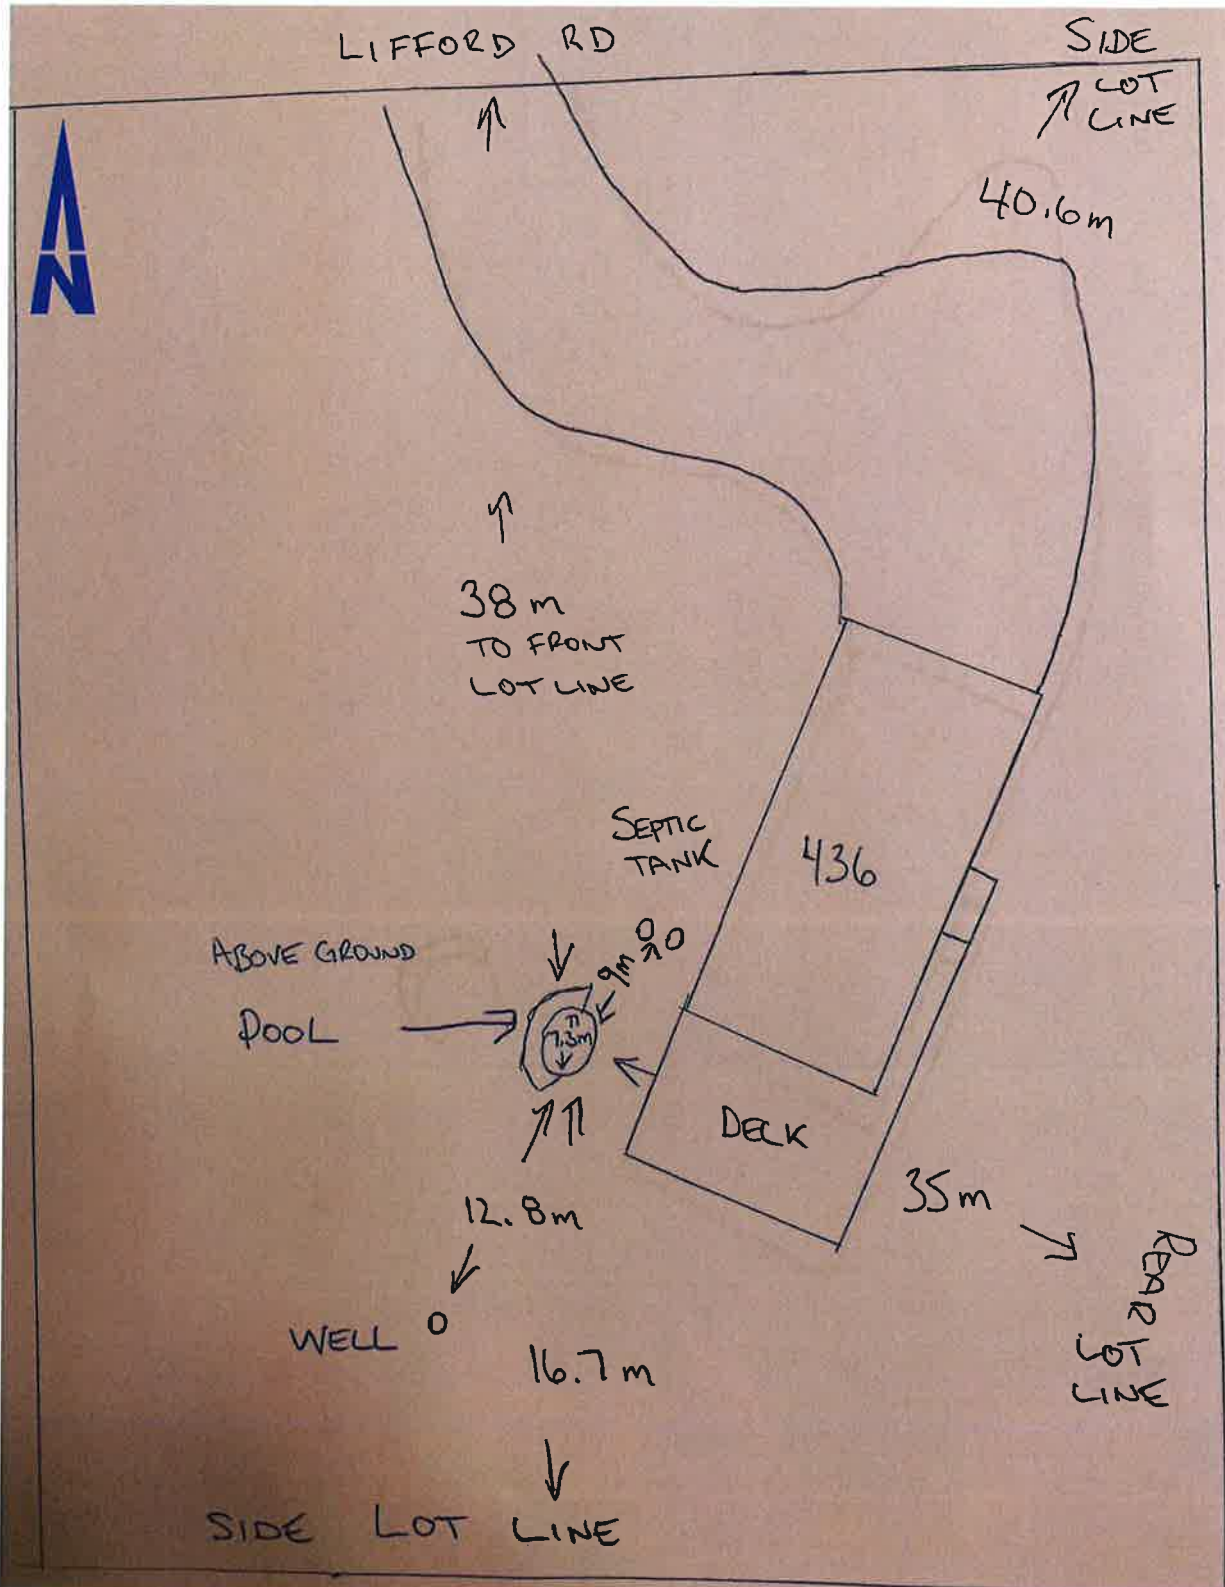 LIFFORD RD
SIDE
LOT
LINE
N
40.6m
38m
TO FRONT
LOT LINE
SEPTIC
TANK
436
ABOVE GROUND
POOL
9m
7.3m
DECK
35m
12.8m
REAR
LOT
LINE
WELL
16.7m
SIDE LOT LINE